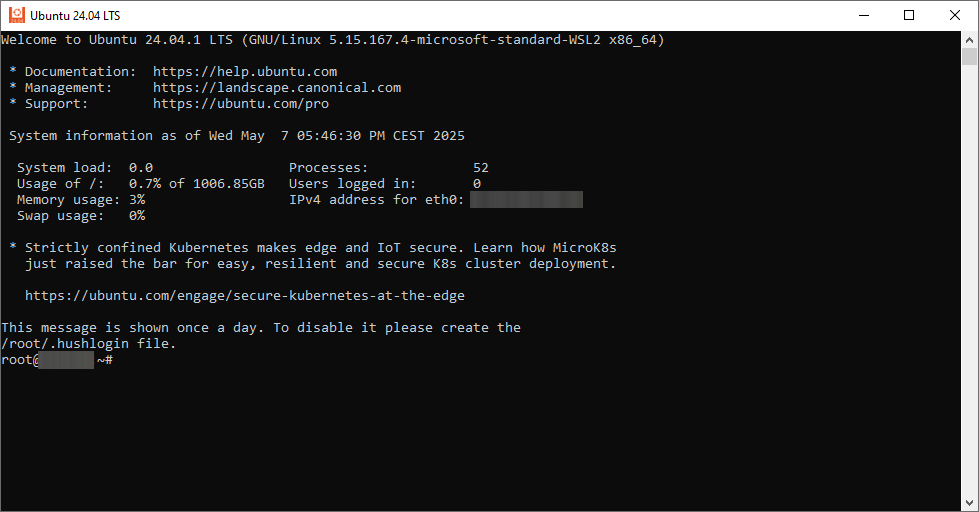 Ubuntu 24.04 LTS
Welcome to Ubuntu 24.04.1 LTS (GNU/Linux 5.15.167.4-microsoft-standard-WSL2 x86_64)
* Documentation:  https://help.ubuntu.com
* Management:     https://landscape.canonical.com
* Support:        https://ubuntu.com/pro
System information as of Wed May  7 05:46:30 PM CEST 2025
System load:  0.0                 Processes:             52
Usage of /:   0.7% of 1006.85GB   Users logged in:       0
Memory usage: 3%                  IPv4 address for eth0:
Swap usage:   0%
* Strictly confined Kubernetes makes edge and IoT secure. Learn how MicroK8s
just raised the bar for easy, resilient and secure K8s cluster deployment.
https://ubuntu.com/engage/secure-kubernetes-at-the-edge
This message is shown once a day. To disable it please create the
/root/.hushlogin file.
root@ ~#